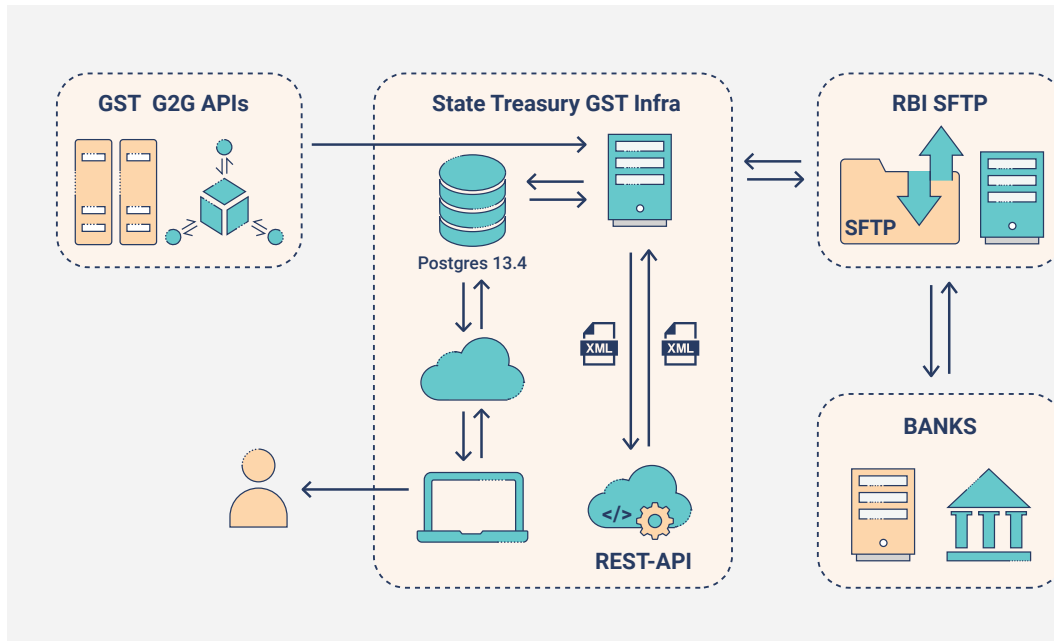 GST G2G APIs
State Treasury GST Infra
RBI SFTP
SFTP
Postgres 13.4
XML
XML
BANKS
</>
REST-API